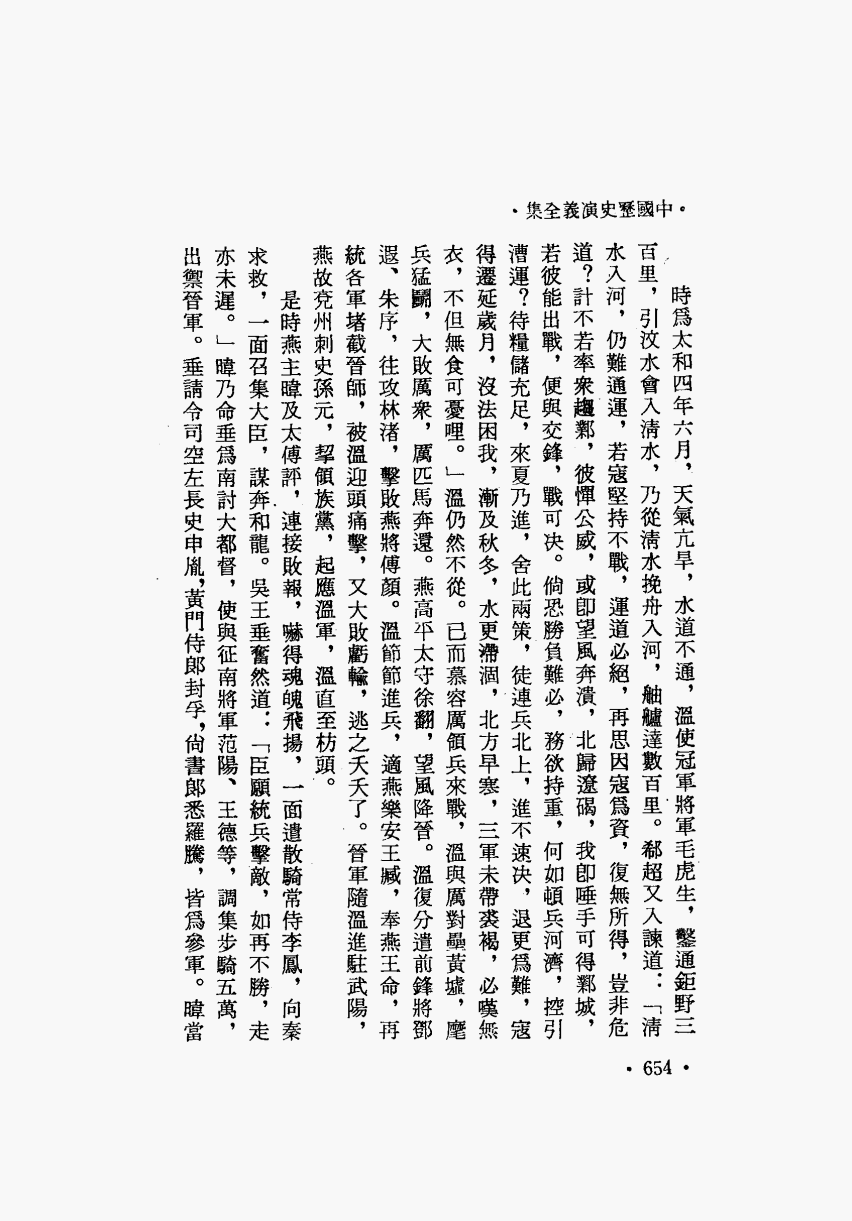 ・中國歷史演義全集・
時爲太和四年六月，天氣亢旱，水道不通，溫使冠軍將軍毛虎生，鑿通鉅野三
百里，引汶水會入淸水，乃從淸水挽舟入河，舳艫達數百里。郗超又入諫道：「淸
水入河，仍難通運，若寇堅持不戰，運道必絕，再思因寇爲資，復無所得，豈非危
道？計不若率衆趨鄴，彼憚公威，或卽望風奔潰，北歸遼碣，我卽唾手可得鄴城，
若彼能出戰，便與交鋒，戰可决。倘恐勝負難必，務欲持重，何如頓兵河濟，控引
漕運？待糧儲充足，來夏乃進，舍此兩策，徒連兵北上，進不速决，退更爲難，寇
得遷延歲月，沒法困我，漸及秋冬，水更滯涸，北方早寒，三軍未帶裘褐，必嘆無
衣，不但無食可憂哩。」溫仍然不從。已而慕容厲領兵來戰，溫與厲對壘黃墟，麾
兵猛鬭，大敗厲衆，厲匹馬奔還。燕高平太守徐翻，望風降晉。溫復分遣前鋒將鄧
遐、朱序，往攻林渚，擊敗燕將傅顏。溫節節進兵，適燕樂安王臧，奉燕王命，再
統各軍堵截晉師，被溫迎頭痛擊，又大敗虧輸，逃之夭夭了。晉軍隨溫進駐武陽，
燕故兗州刺史孫元，挈領族黨，起應溫軍，溫直至枋頭。
是時燕主暐及太傅評，連接敗報，嚇得魂魄飛揚，一面遣散騎常侍李鳳，向秦
求救，一面召集大臣，謀奔和龍。吳王垂奮然道：「臣願統兵擊敵，如再不勝，走
亦未遲。」暐乃命垂爲南討大都督，使與征南將軍范陽、王德等，調集步騎五萬，
出禦晉軍。垂請令司空左長史申胤，黃門侍郎封孚，尙書郎悉羅騰，皆爲參軍。暐當
・654・